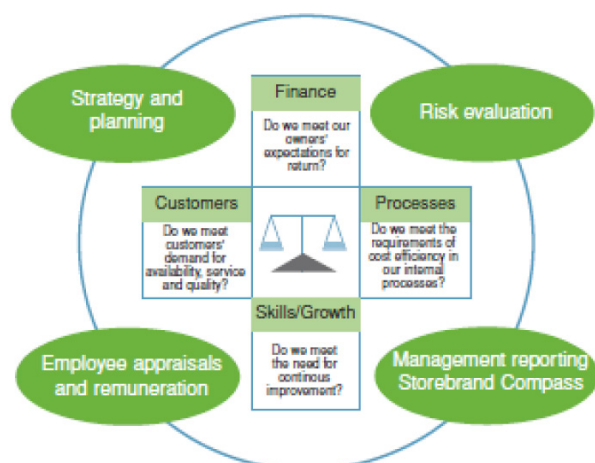 Strategy and
planning
Risk evaluation
Finance
Do we meet our
owners'
expectations for
return?
Customers
Do we meet
customers'
demand for
availability, service
and quality?
Processes
Do we meet the
requirements of
cost efficiency in
our internal
processes?
Skills/Growth
Do we meet
the need for
continous
improvement?
Employee appraisals
and remuneration
Management reporting
Storebrand Compass